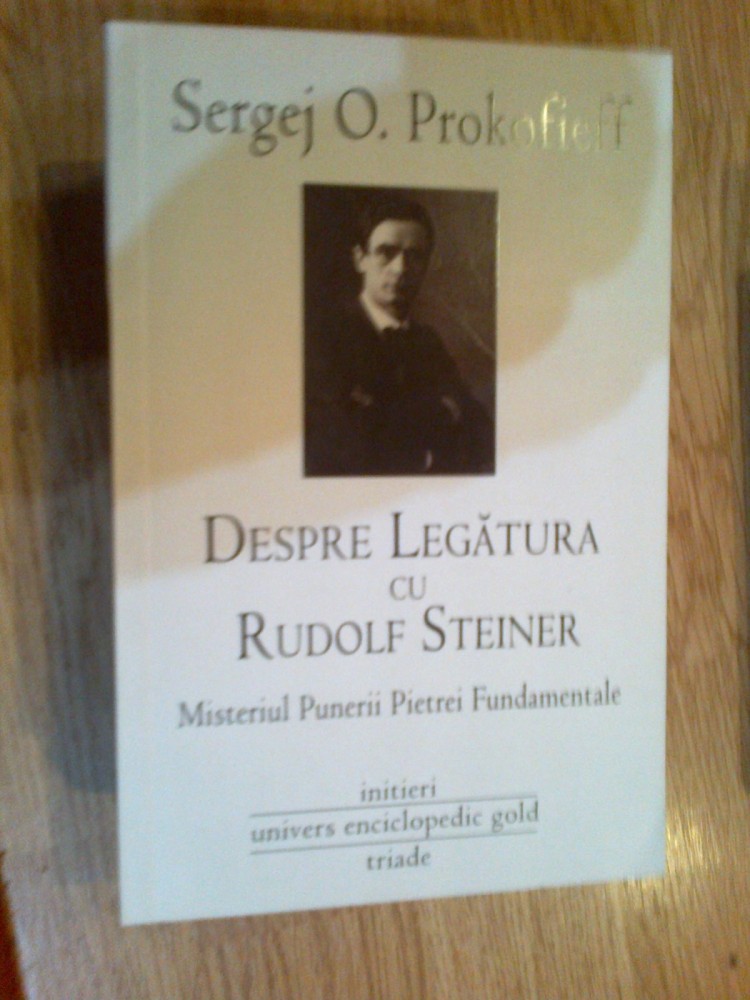 Sergej O. Prokofieff
DESPRE LEGĂTURA
CU
RUDOLF STEINER
Misteriul Punerii Pietrei Fundamentale
initieri
univers enciclopedic gold
triade